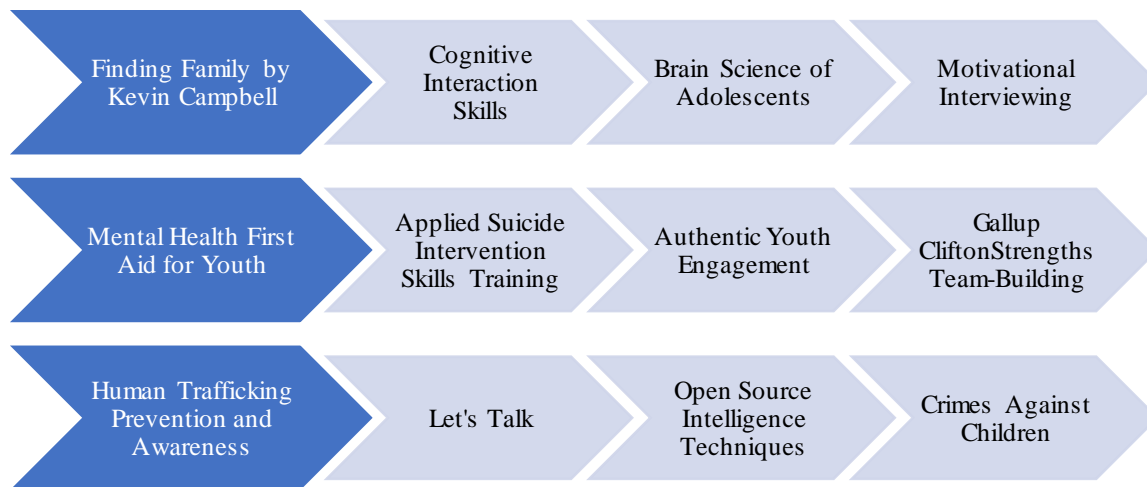 Finding Family by
Kevin Campbell
Cognitive
Interaction
Skills
Brain Science of
Adolescents
Motivational
Interviewing
Mental Health First
Aid for Youth
Applied Suicide
Intervention
Skills Training
Authentic Youth
Engagement
Gallup
CliftonStrengths
Team-Building
Human Trafficking
Prevention and
Awareness
Let's Talk
Open Source
Intelligence
Techniques
Crimes Against
Children